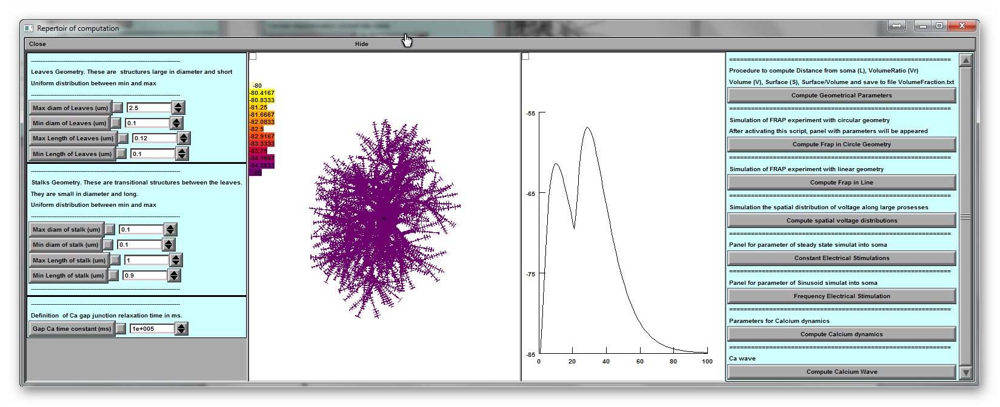 Repertoir of computation
Close
Hide
Leaves Geometry. These are structures large in diameter and short
Uniform distribution between min and max
Max diam of Leaves (um)
2.5
Min diam of Leaves (um)
0.1
Max Length of Leaves (um)
0.12
Min Length of Leaves (um)
0.1
Stalks Geometry. These are transitional structures between the leaves.
They are small in diameter and long.
Uniform distribution between min and max
Max diam of stalk (um)
0.1
Min diam of stalk (um)
0.1
Max Length of stalk (um)
1
Min Length of stalk (um)
0.9
Definition of Ca gap junction relaxation time in ms.
Gap Ca time constant (ms)
1e+005
-80
-80.4167
-80.8333
-81.25
-81.6667
-82.0833
-82.5
-82.9167
-83.3333
-83.75
-84.1667
-84.5833
-85
v
-55
-65
-75
-85
0
20
40
60
80
100
Procedure to compute Distance from soma (L), VolumeRatio (Vr)
Volume (V), Surface (S), Surface/Volume and save to file VolumeFraction.txt
Compute Geometrical Parameters
Simulation of FRAP experiment with circular geometry
After activating this script, panel with parameters will be appeared
Compute Frap in Circle Geometry
Simulation of FRAP experiment with linear geometry
Compute Frap in Line
Simulation the spatial distribution of voltage along large prosesses
Compute spatial voltage distributions
Panel for parameter of steady state simulat into soma
Constant Electrical Stimulations
Panel for parameter of Sinusoid simulat into soma
Frequency Electrical Stimulation
Parameters for Calcium dynamics
Compute Calcium dynamics
Ca wave
Compute Calcium Wave